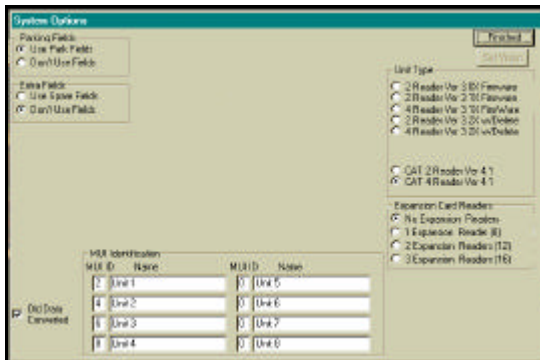 System Options
Parking Fields
Use Park Fields
Don't Use Fields
Extra Fields
Use Spare Fields
Don't Use Fields
Finished
Unit Type
2 Reader Ver 3.0X Firmware
2 Reader Ver 3.1X Firmware
4 Reader Ver 3.1X FirmWare
2 Reader Ver 3.2X w/Delete
4 Reader Ver 3.2X w/Delete
CAT 2 Reader Ver 4.1
CAT 4 Reader Ver 4.1
Expansion Card Readers
No Expansion Readers
1 Expansion Reader (8)
2 Expansion Readers (12)
3 Expansion Readers (16)
MUI Identification
MUI ID Name MUI ID Name
2 Unit 1 0 Unit 5
4 Unit 2 0 Unit 6
6 Unit 3 0 Unit 7
8 Unit 4 0 Unit 8
Old Data
Converted